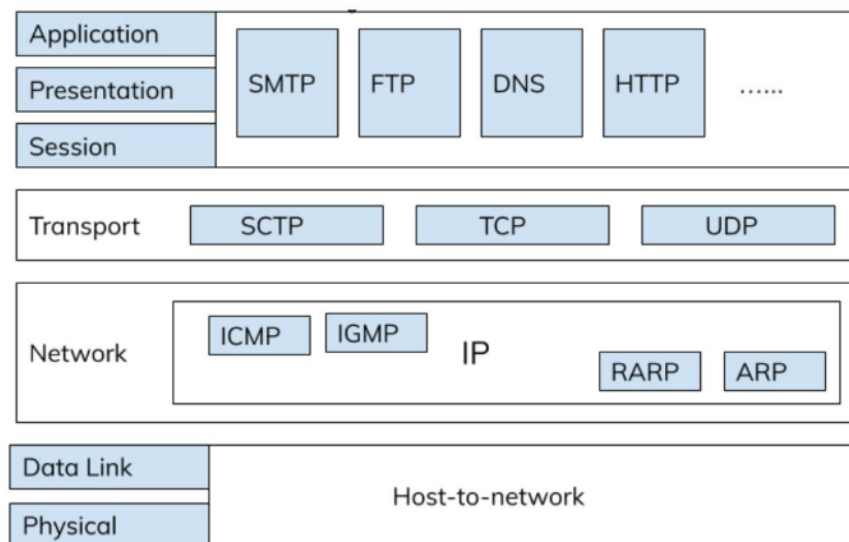 Application
SMTP FTP DNS HTTP ......
Presentation
Session
Transport SCTP TCP UDP
ICMP IGMP
Network IP
RARP ARP
Data Link
Host-to-network
Physical